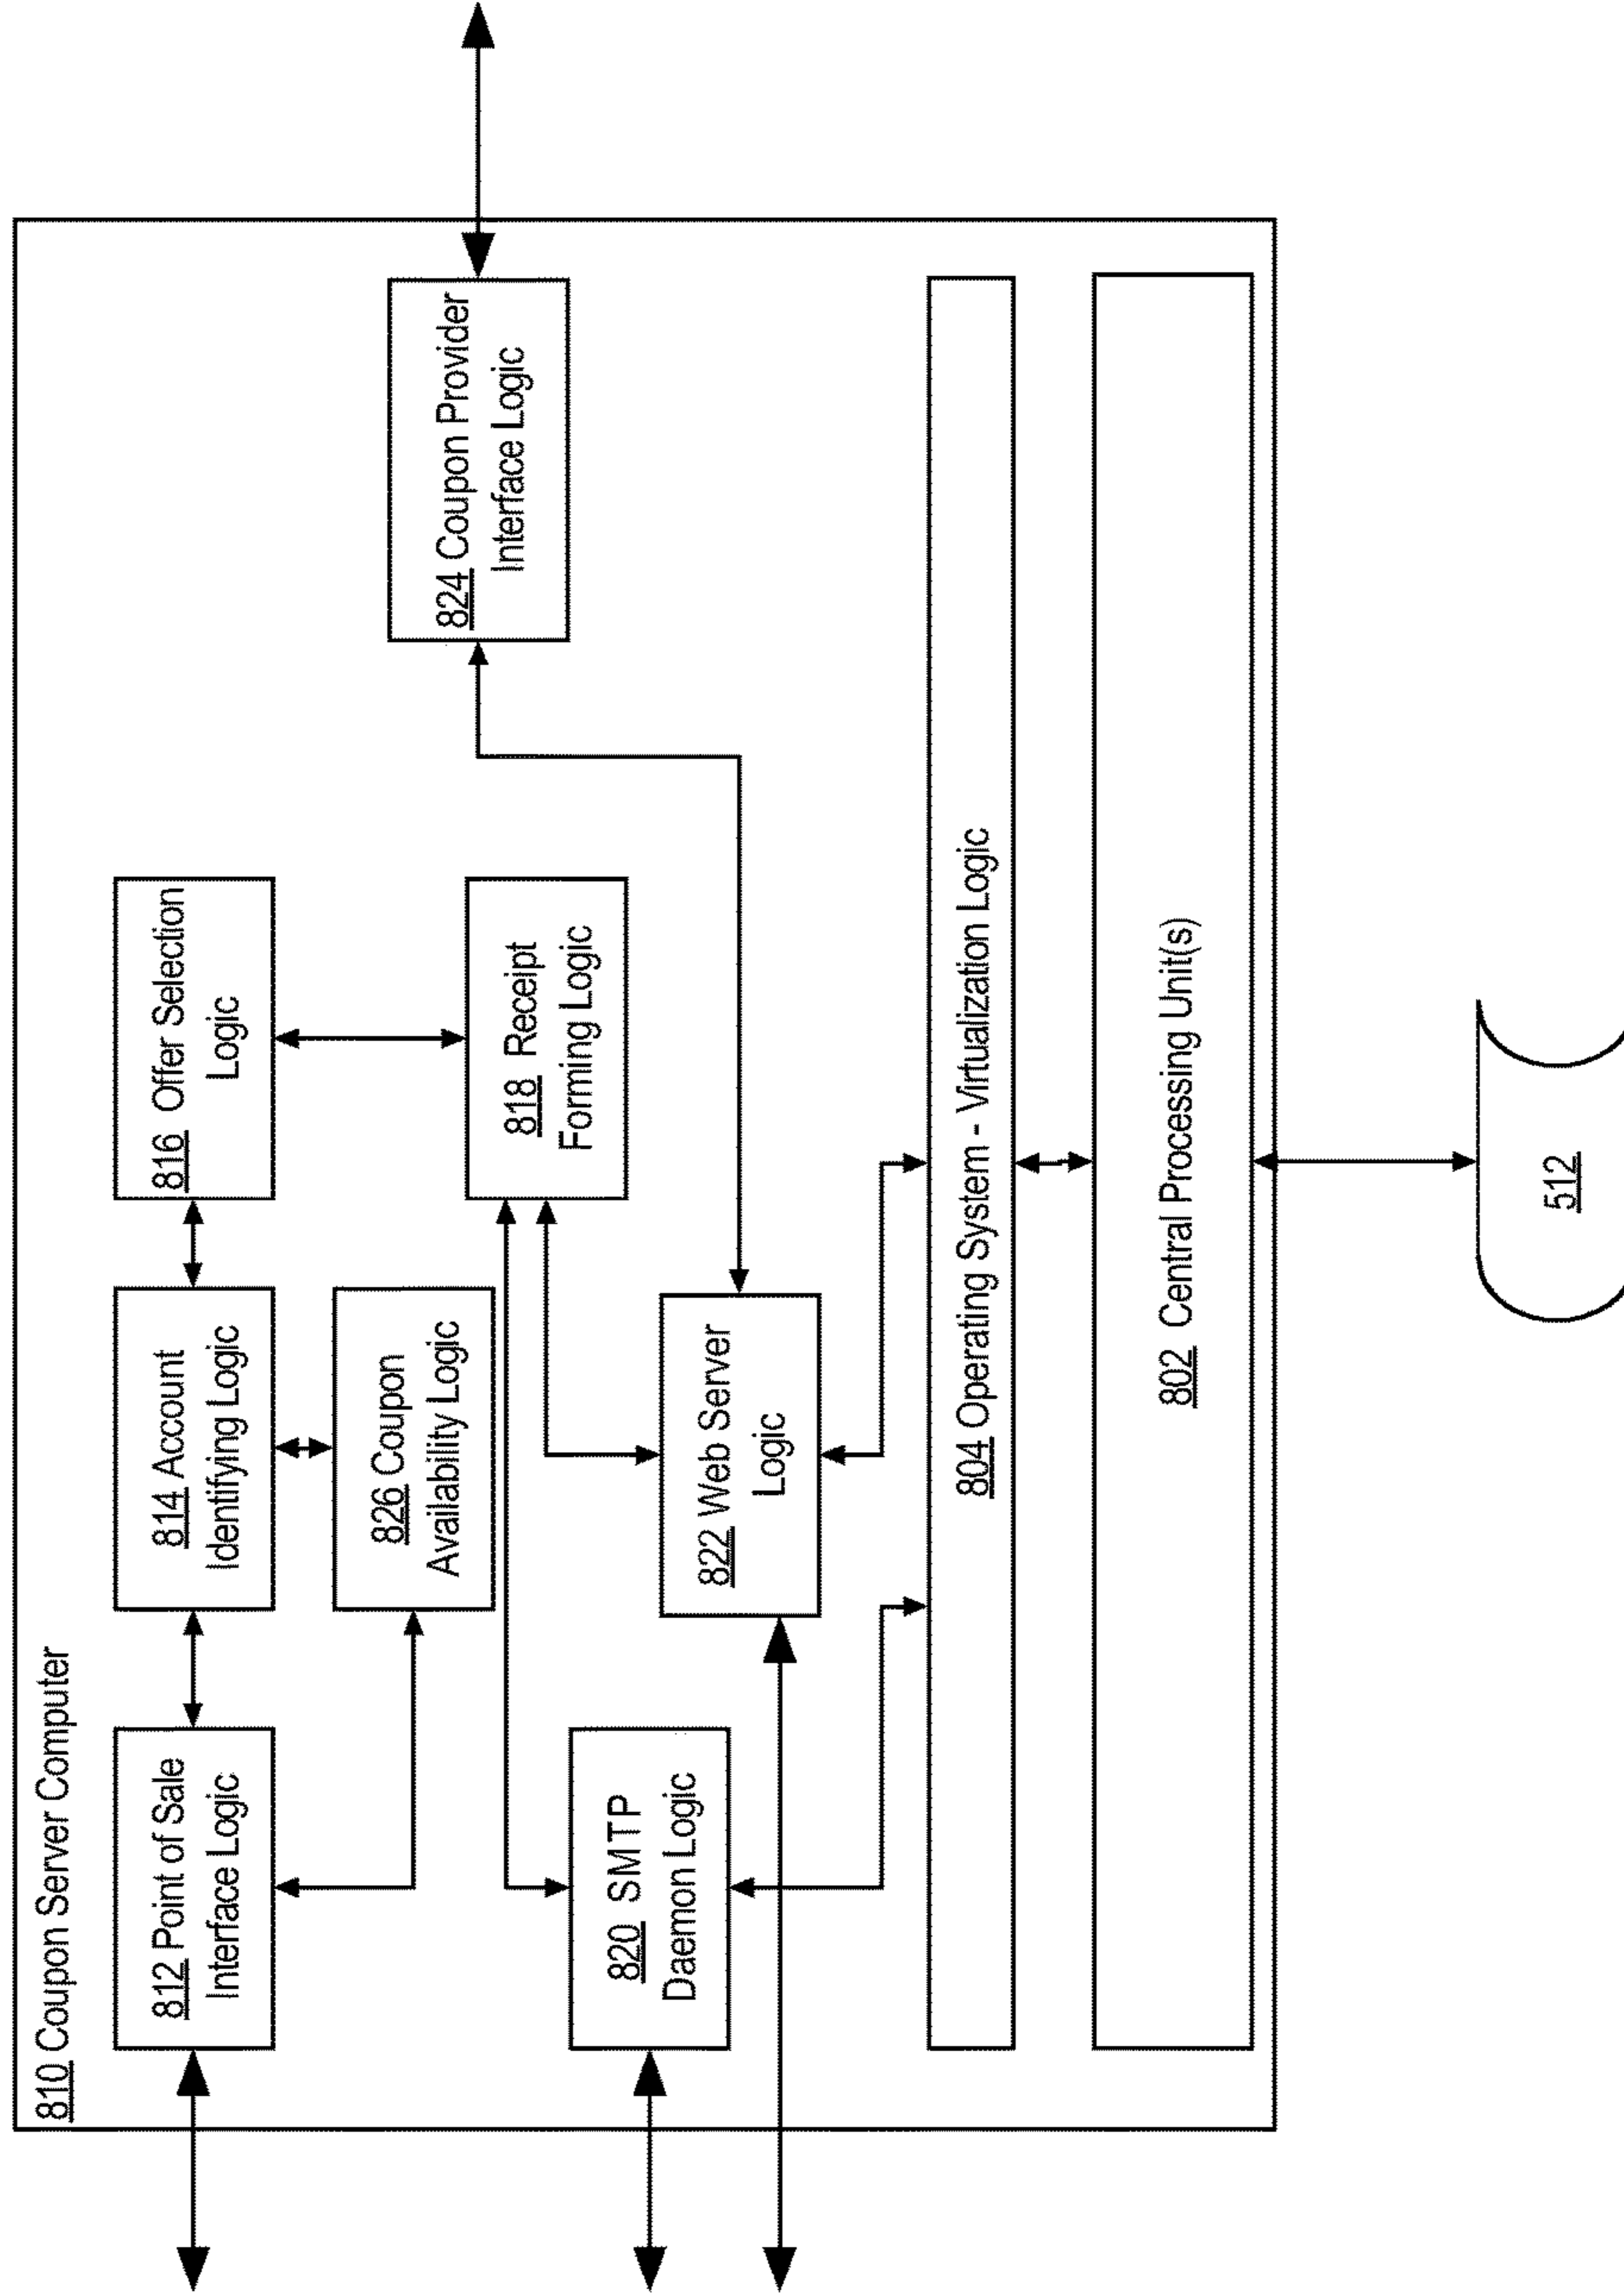 810 Coupon Server Computer
812 Point of Sale
Interface Logic
814 Account
Identifying Logic
816 Offer Selection
Logic
826 Coupon
Availability Logic
824 Coupon Provider
Interface Logic
818 Receipt
Forming Logic
820 SMTP
Daemon Logic
822 Web Server
Logic
804 Operating System - Virtualization Logic
802 Central Processing Unit(s)
512